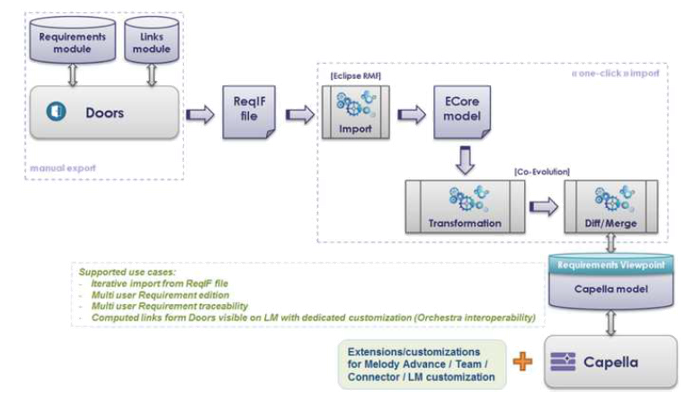 Requirements
module
Links
module
Doors
manual export
ReqIF
file
[Eclipse RMF]
Import
« one-click » import
ECore
model
Transformation
[Co-Evolution]
Diff/Merge
Requirements Viewpoint
Capella model
Supported use cases:
- Iterative import from ReqIF file
- Multi user Requirement edition
- Multi user Requirement traceability
- Computed links form Doors visible on LM with dedicated customization (Orchestra interoperability)
Extensions/customizations
for Melody Advance / Team /
Connector / LM customization
+
Capella